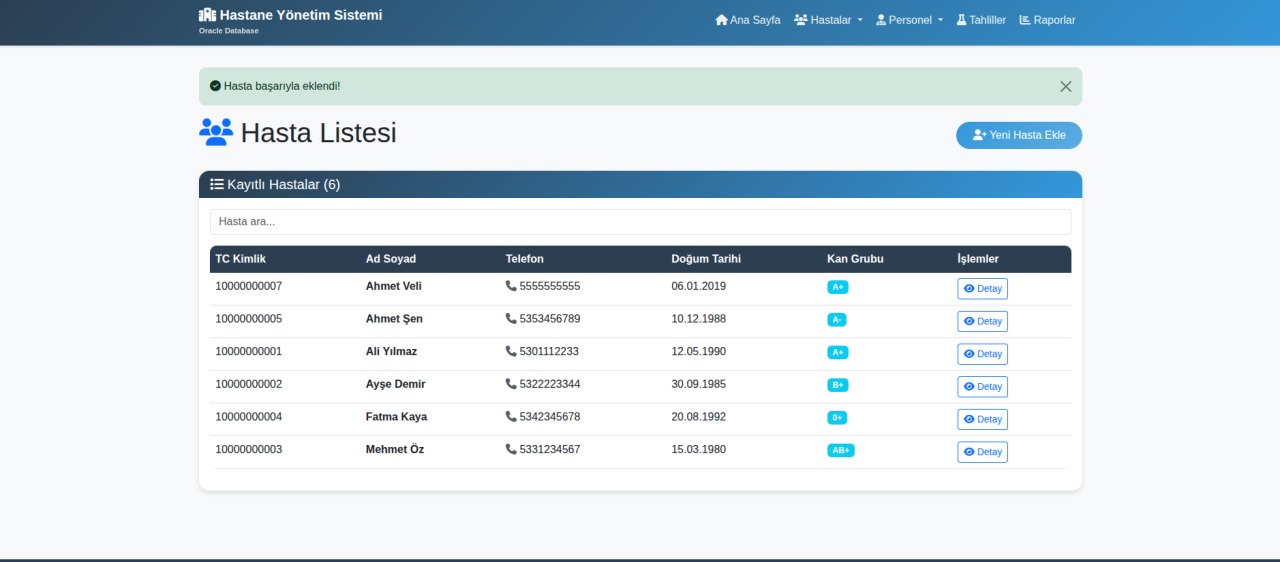 Hastane Yönetim Sistemi
Oracle Database
Ana Sayfa Hastalar Personel Tahliller Raporlar
Hasta başarıyla eklendi!
Hasta Listesi
Yeni Hasta Ekle
Kayıtlı Hastalar (6)
Hasta ara...
TC Kimlik Ad Soyad Telefon Doğum Tarihi Kan Grubu İşlemler
10000000007 Ahmet Veli 5555555555 06.01.2019 A+ Detay
10000000005 Ahmet Şen 5353456789 10.12.1988 A- Detay
10000000001 Ali Yılmaz 5301112233 12.05.1990 A+ Detay
10000000002 Ayşe Demir 5322223344 30.09.1985 B+ Detay
10000000004 Fatma Kaya 5342345678 20.08.1992 0+ Detay
10000000003 Mehmet Öz 5331234567 15.03.1980 AB+ Detay